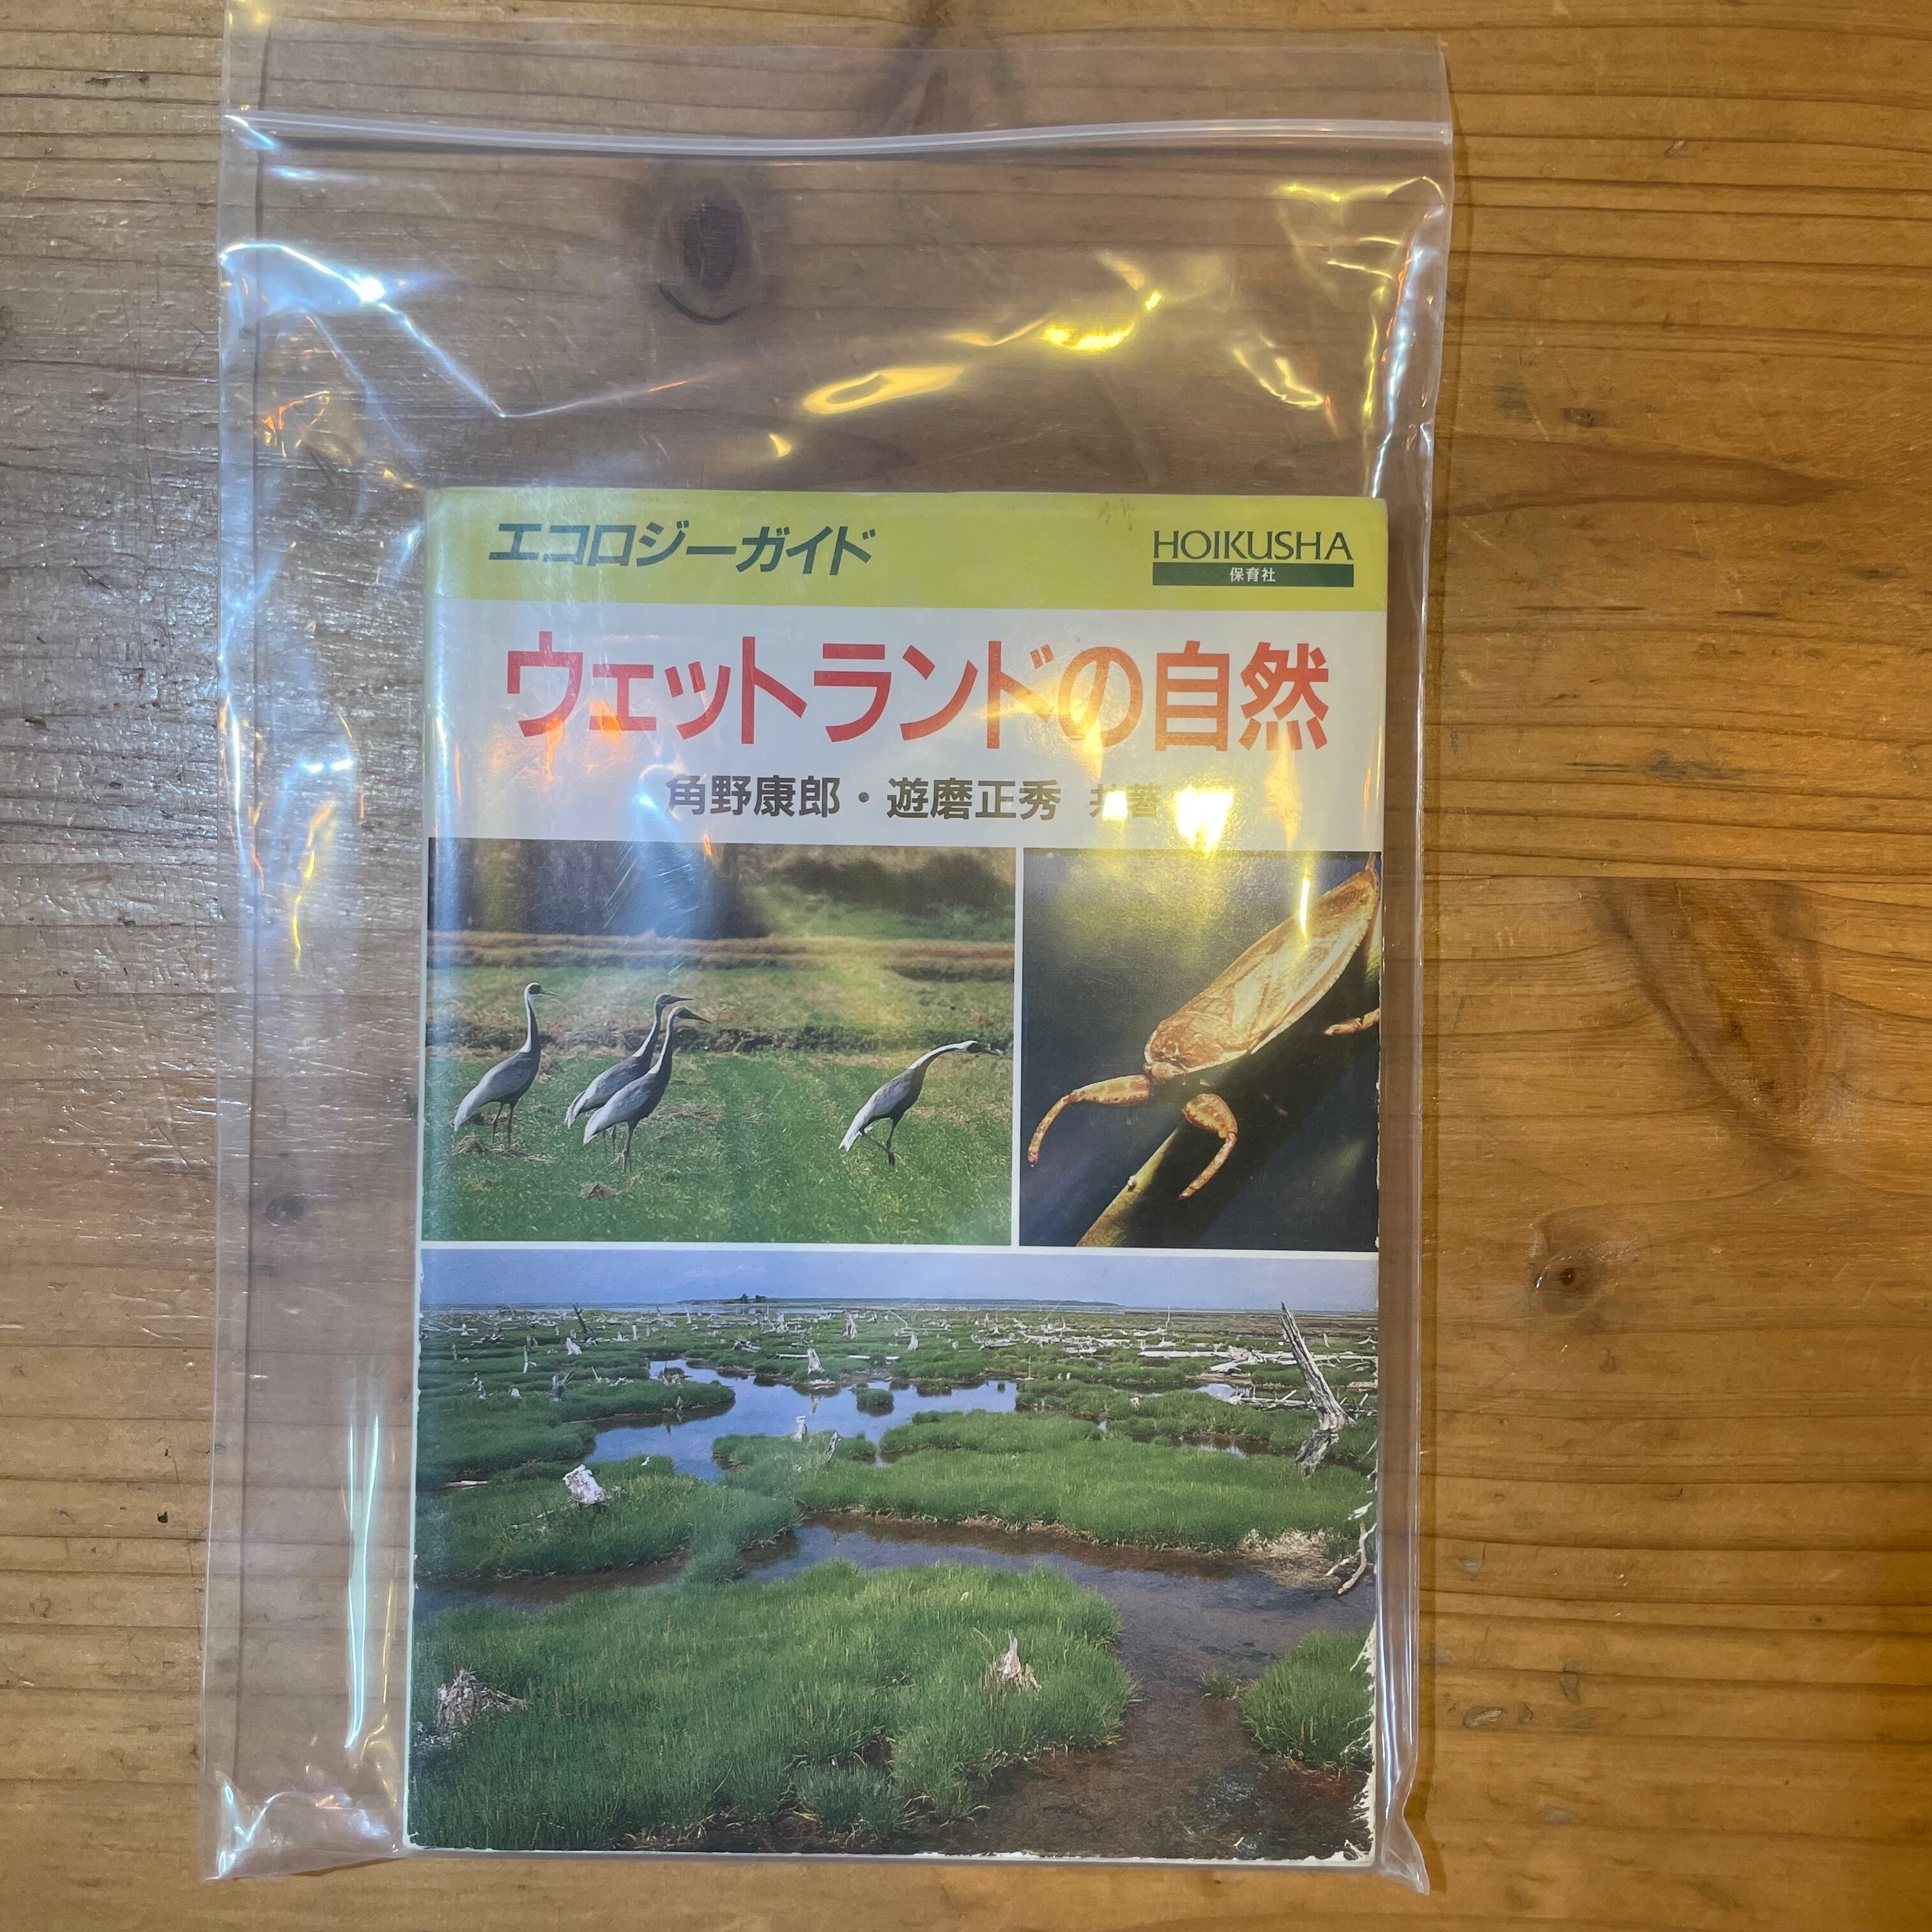 エコロジーガイド
HOIKUSHA
保育社
ウェットランドの自然
角野康郎・遊磨正秀 共著